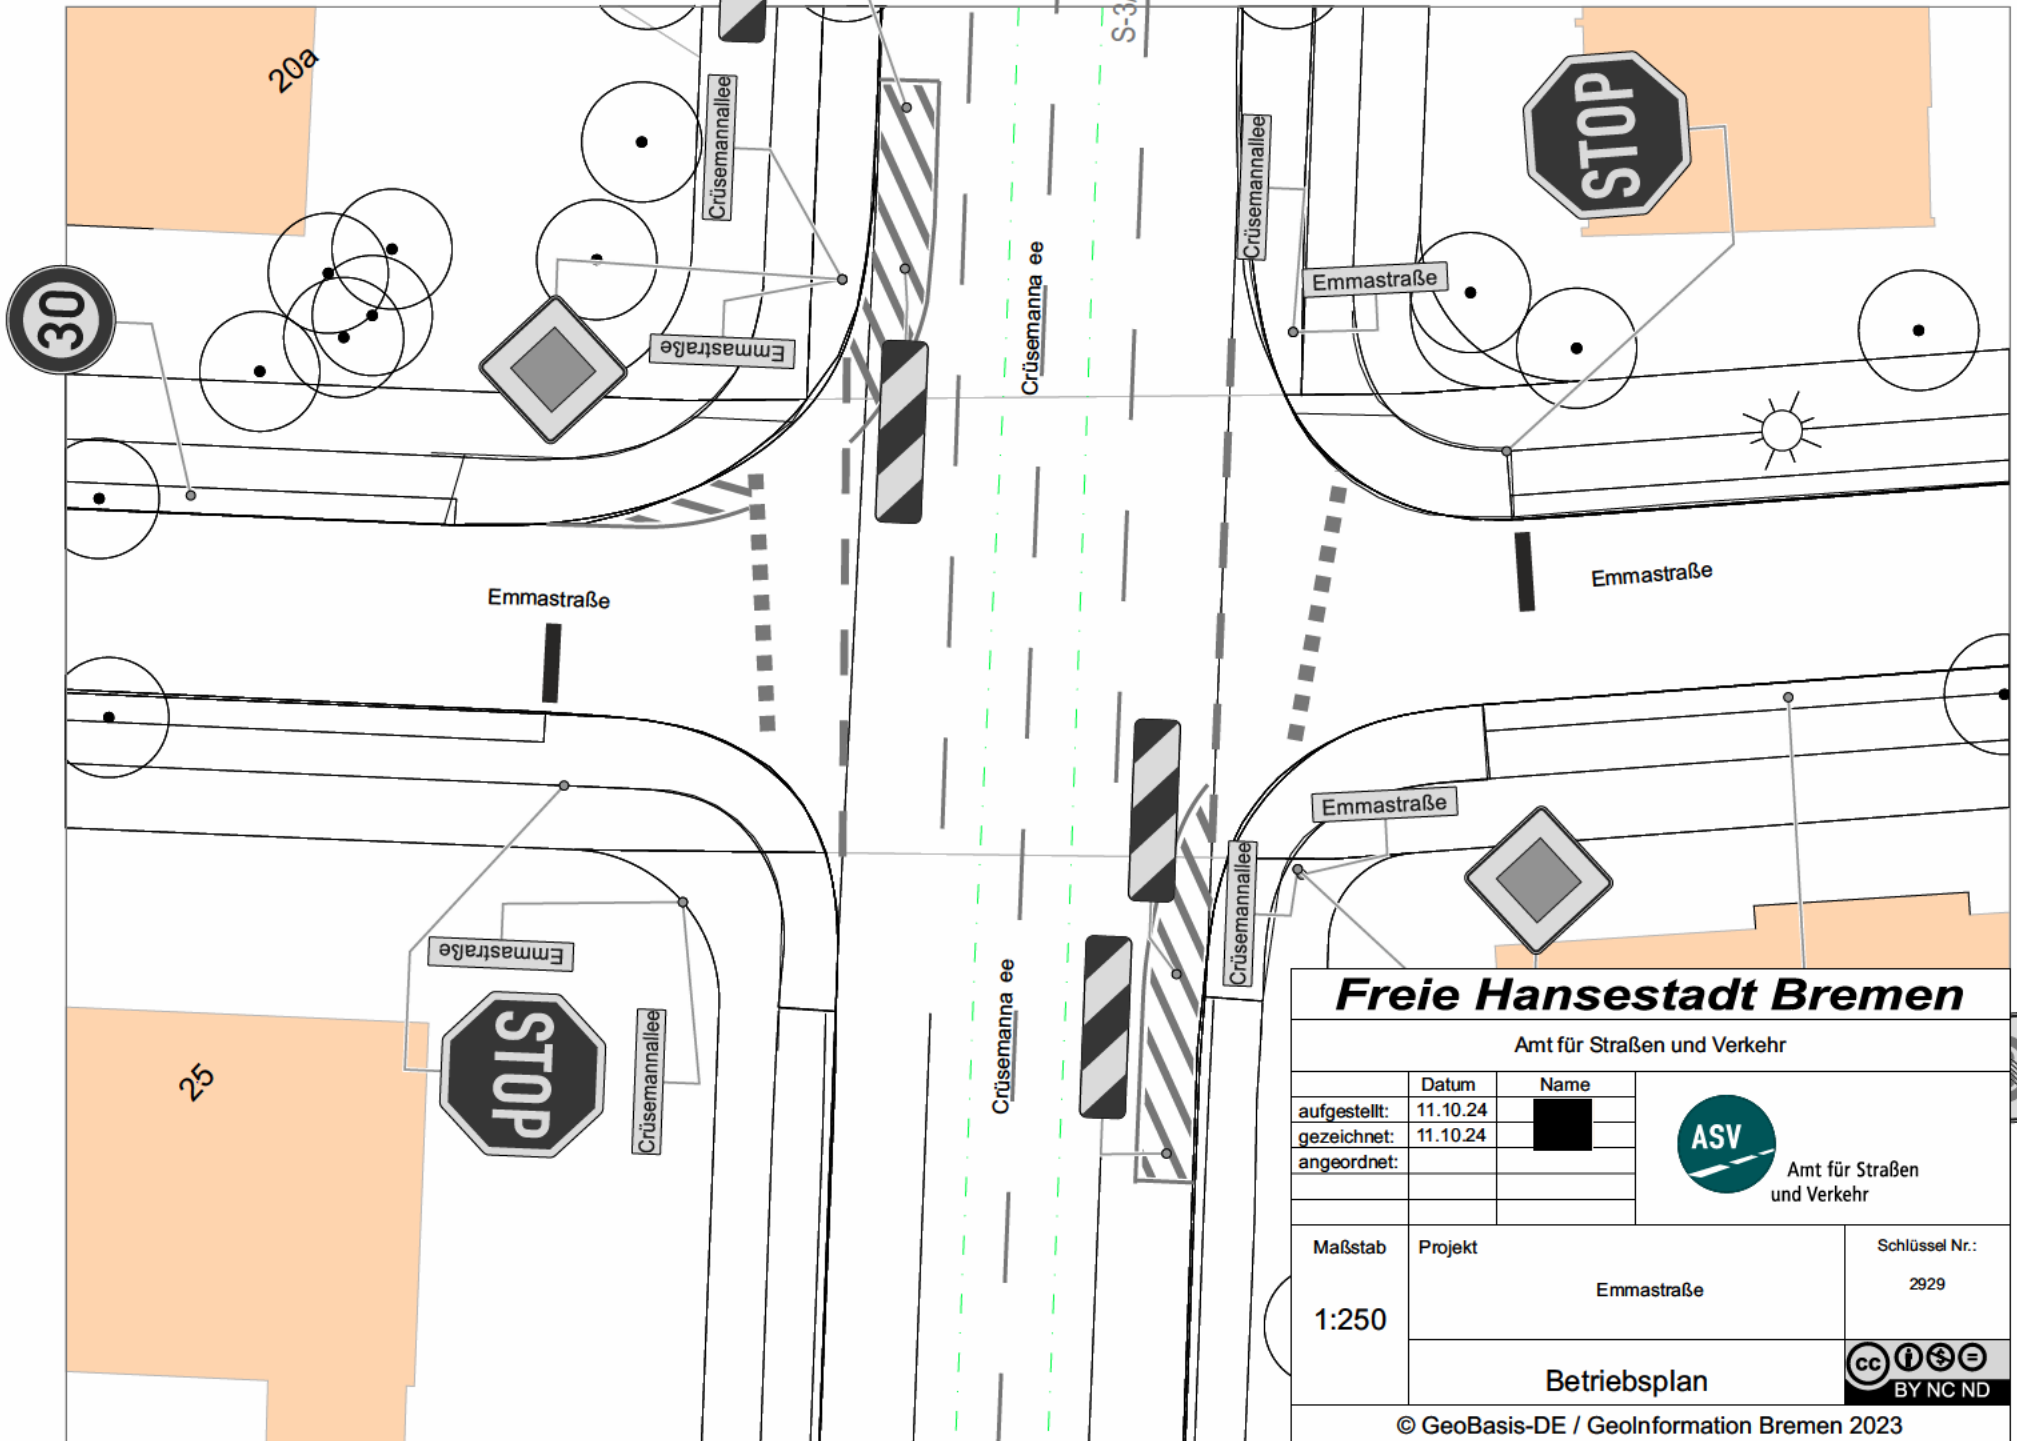 20a
S-3
Crüsemannallee
Crüsemannallee
STOP
30
Emmastraße
Emmastraße
Crüsemanna ee
Emmastraße
Emmastraße
Emmastraße
Crüsemannallee
Emmastraße
Crüsemanna ee
STOP
Crüsemannallee
25
Freie Hansestadt Bremen
Amt für Straßen und Verkehr
Datum Name
aufgestellt: 11.10.24
gezeichnet: 11.10.24
angeordnet:
ASV
Amt für Straßen
und Verkehr
Maßstab Projekt Schlüssel Nr.:
Emmastraße 2929
1:250
Betriebsplan
cc
BY NC ND
© GeoBasis-DE / GeoInformation Bremen 2023